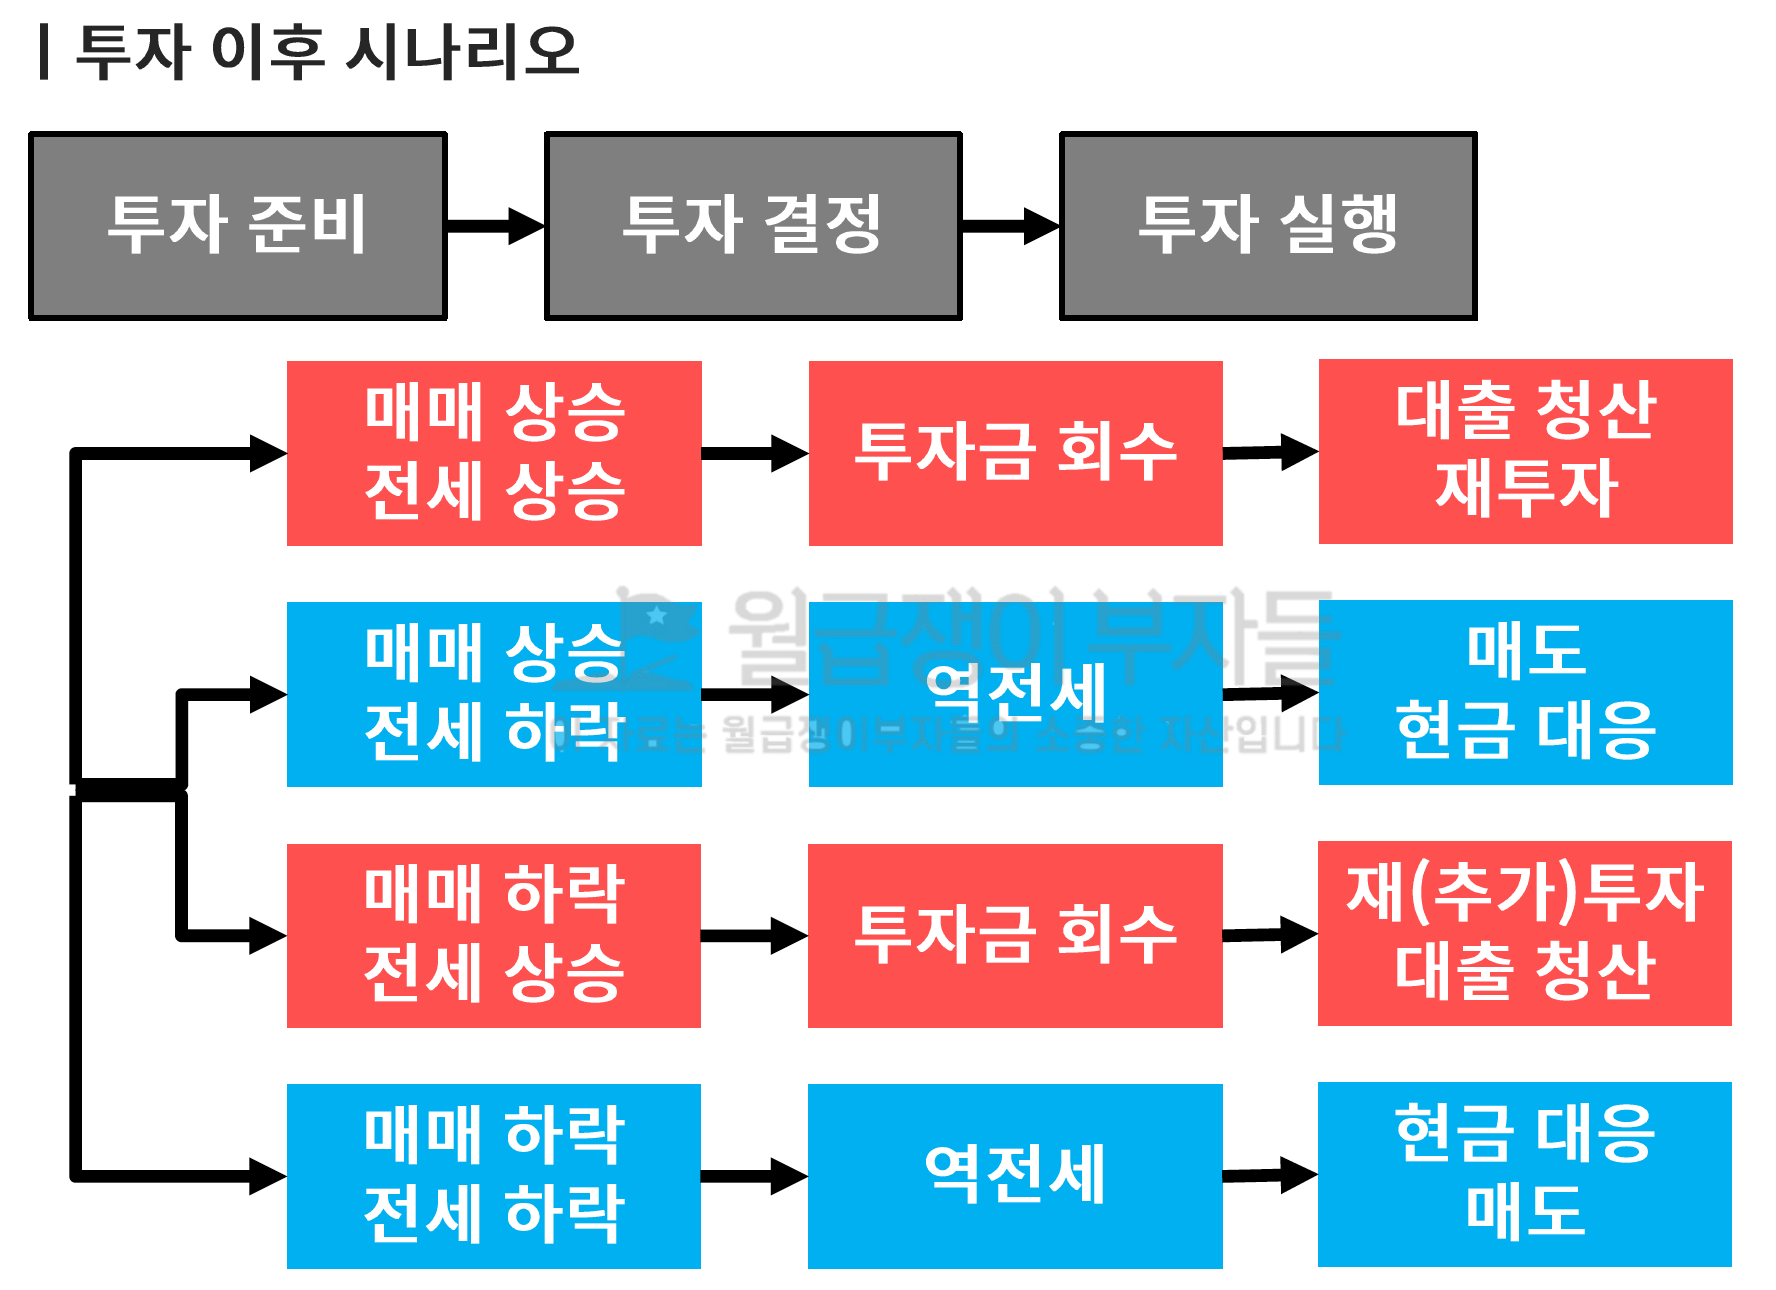 | 투자 이후 시나리오
투자 준비
투자 결정
투자 실행
매매 상승
전세 상승
투자금 회수
대출 청산
재투자
매매 상승
전세 하락
역전세
매도
현금 대응
월급쟁이 부자들
이 자료는 월급쟁이부자들의 소중한 자산입니다
매매 하락
전세 상승
투자금 회수
재(추가)투자
대출 청산
매매 하락
전세 하락
역전세
현금 대응
매도